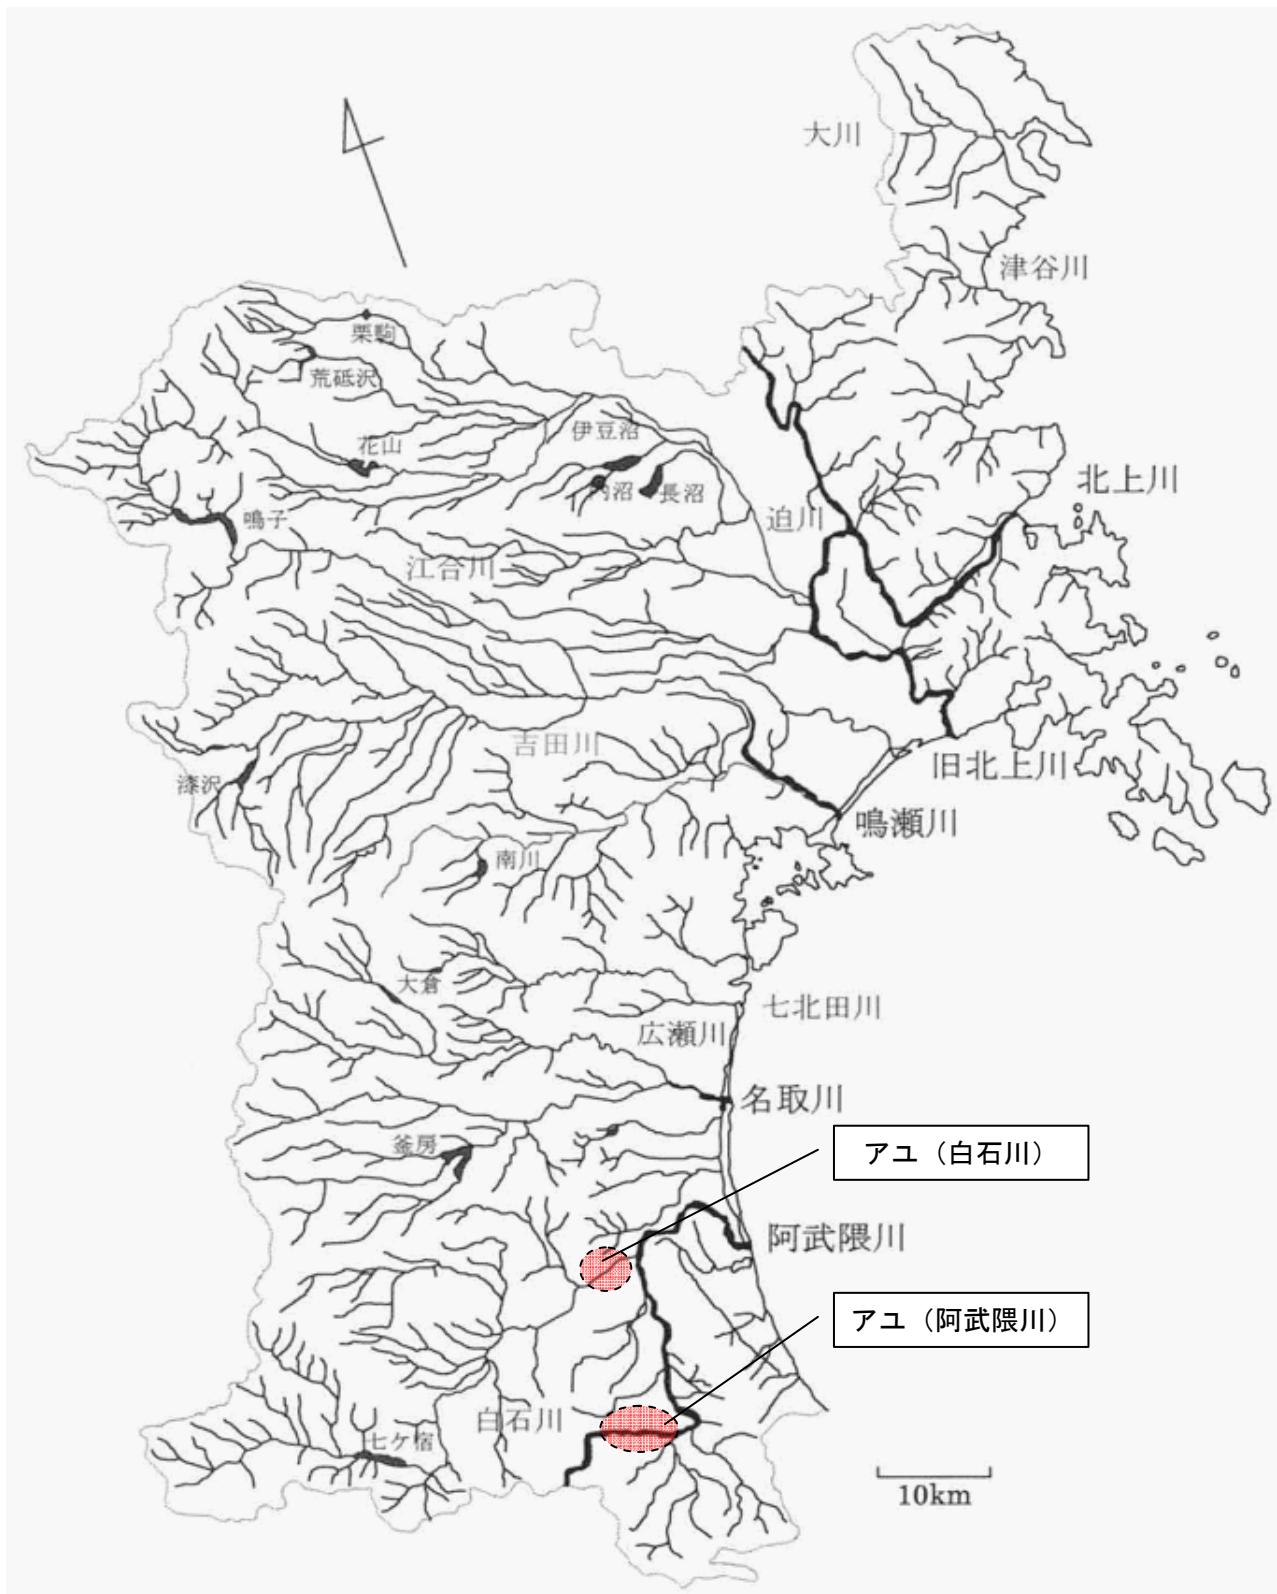 大川
津谷川
栗駒
荒砥沢
花山
伊豆沼
内沼
長沼
北上川
迫川
鳴子
江合川
吉田川
旧北上川
漆沢
鳴瀬川
南川
大倉
七北田川
広瀬川
名取川
釜房
アユ（白石川）
阿武隈川
アユ（阿武隈川）
白石川
七ケ宿
10km